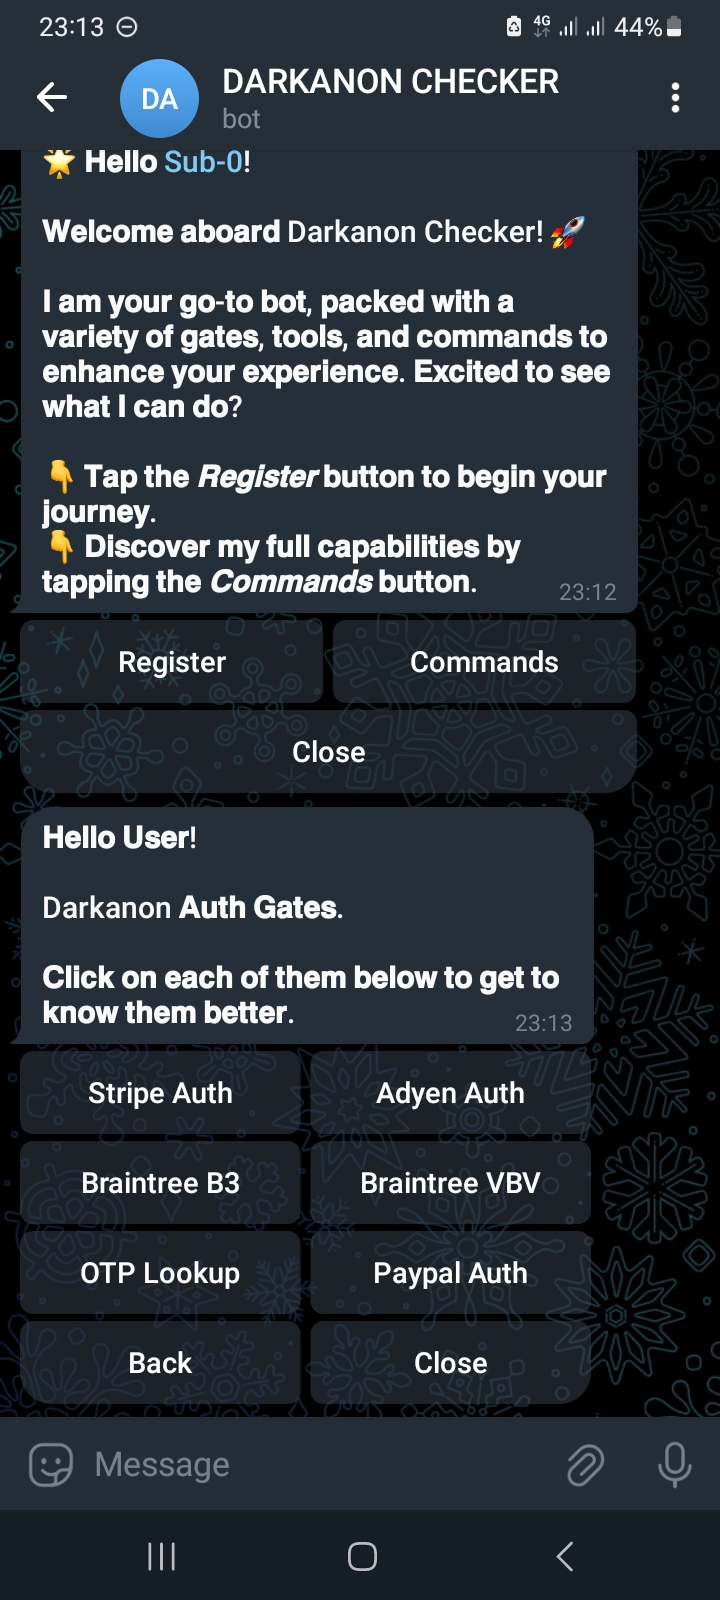 23:13
4G
44%
DA
DARKANON CHECKER
bot
Hello Sub-0!
Welcome aboard Darkanon Checker!
I am your go-to bot, packed with a
variety of gates, tools, and commands to
enhance your experience. Excited to see
what I can do?
Tap the Register button to begin your
journey.
Discover my full capabilities by
tapping the Commands button.
23:12
Register
Commands
Close
Hello User!
Darkanon Auth Gates.
Click on each of them below to get to
know them better.
23:13
Stripe Auth
Adyen Auth
Braintree B3
Braintree VBV
OTP Lookup
Paypal Auth
Back
Close
Message